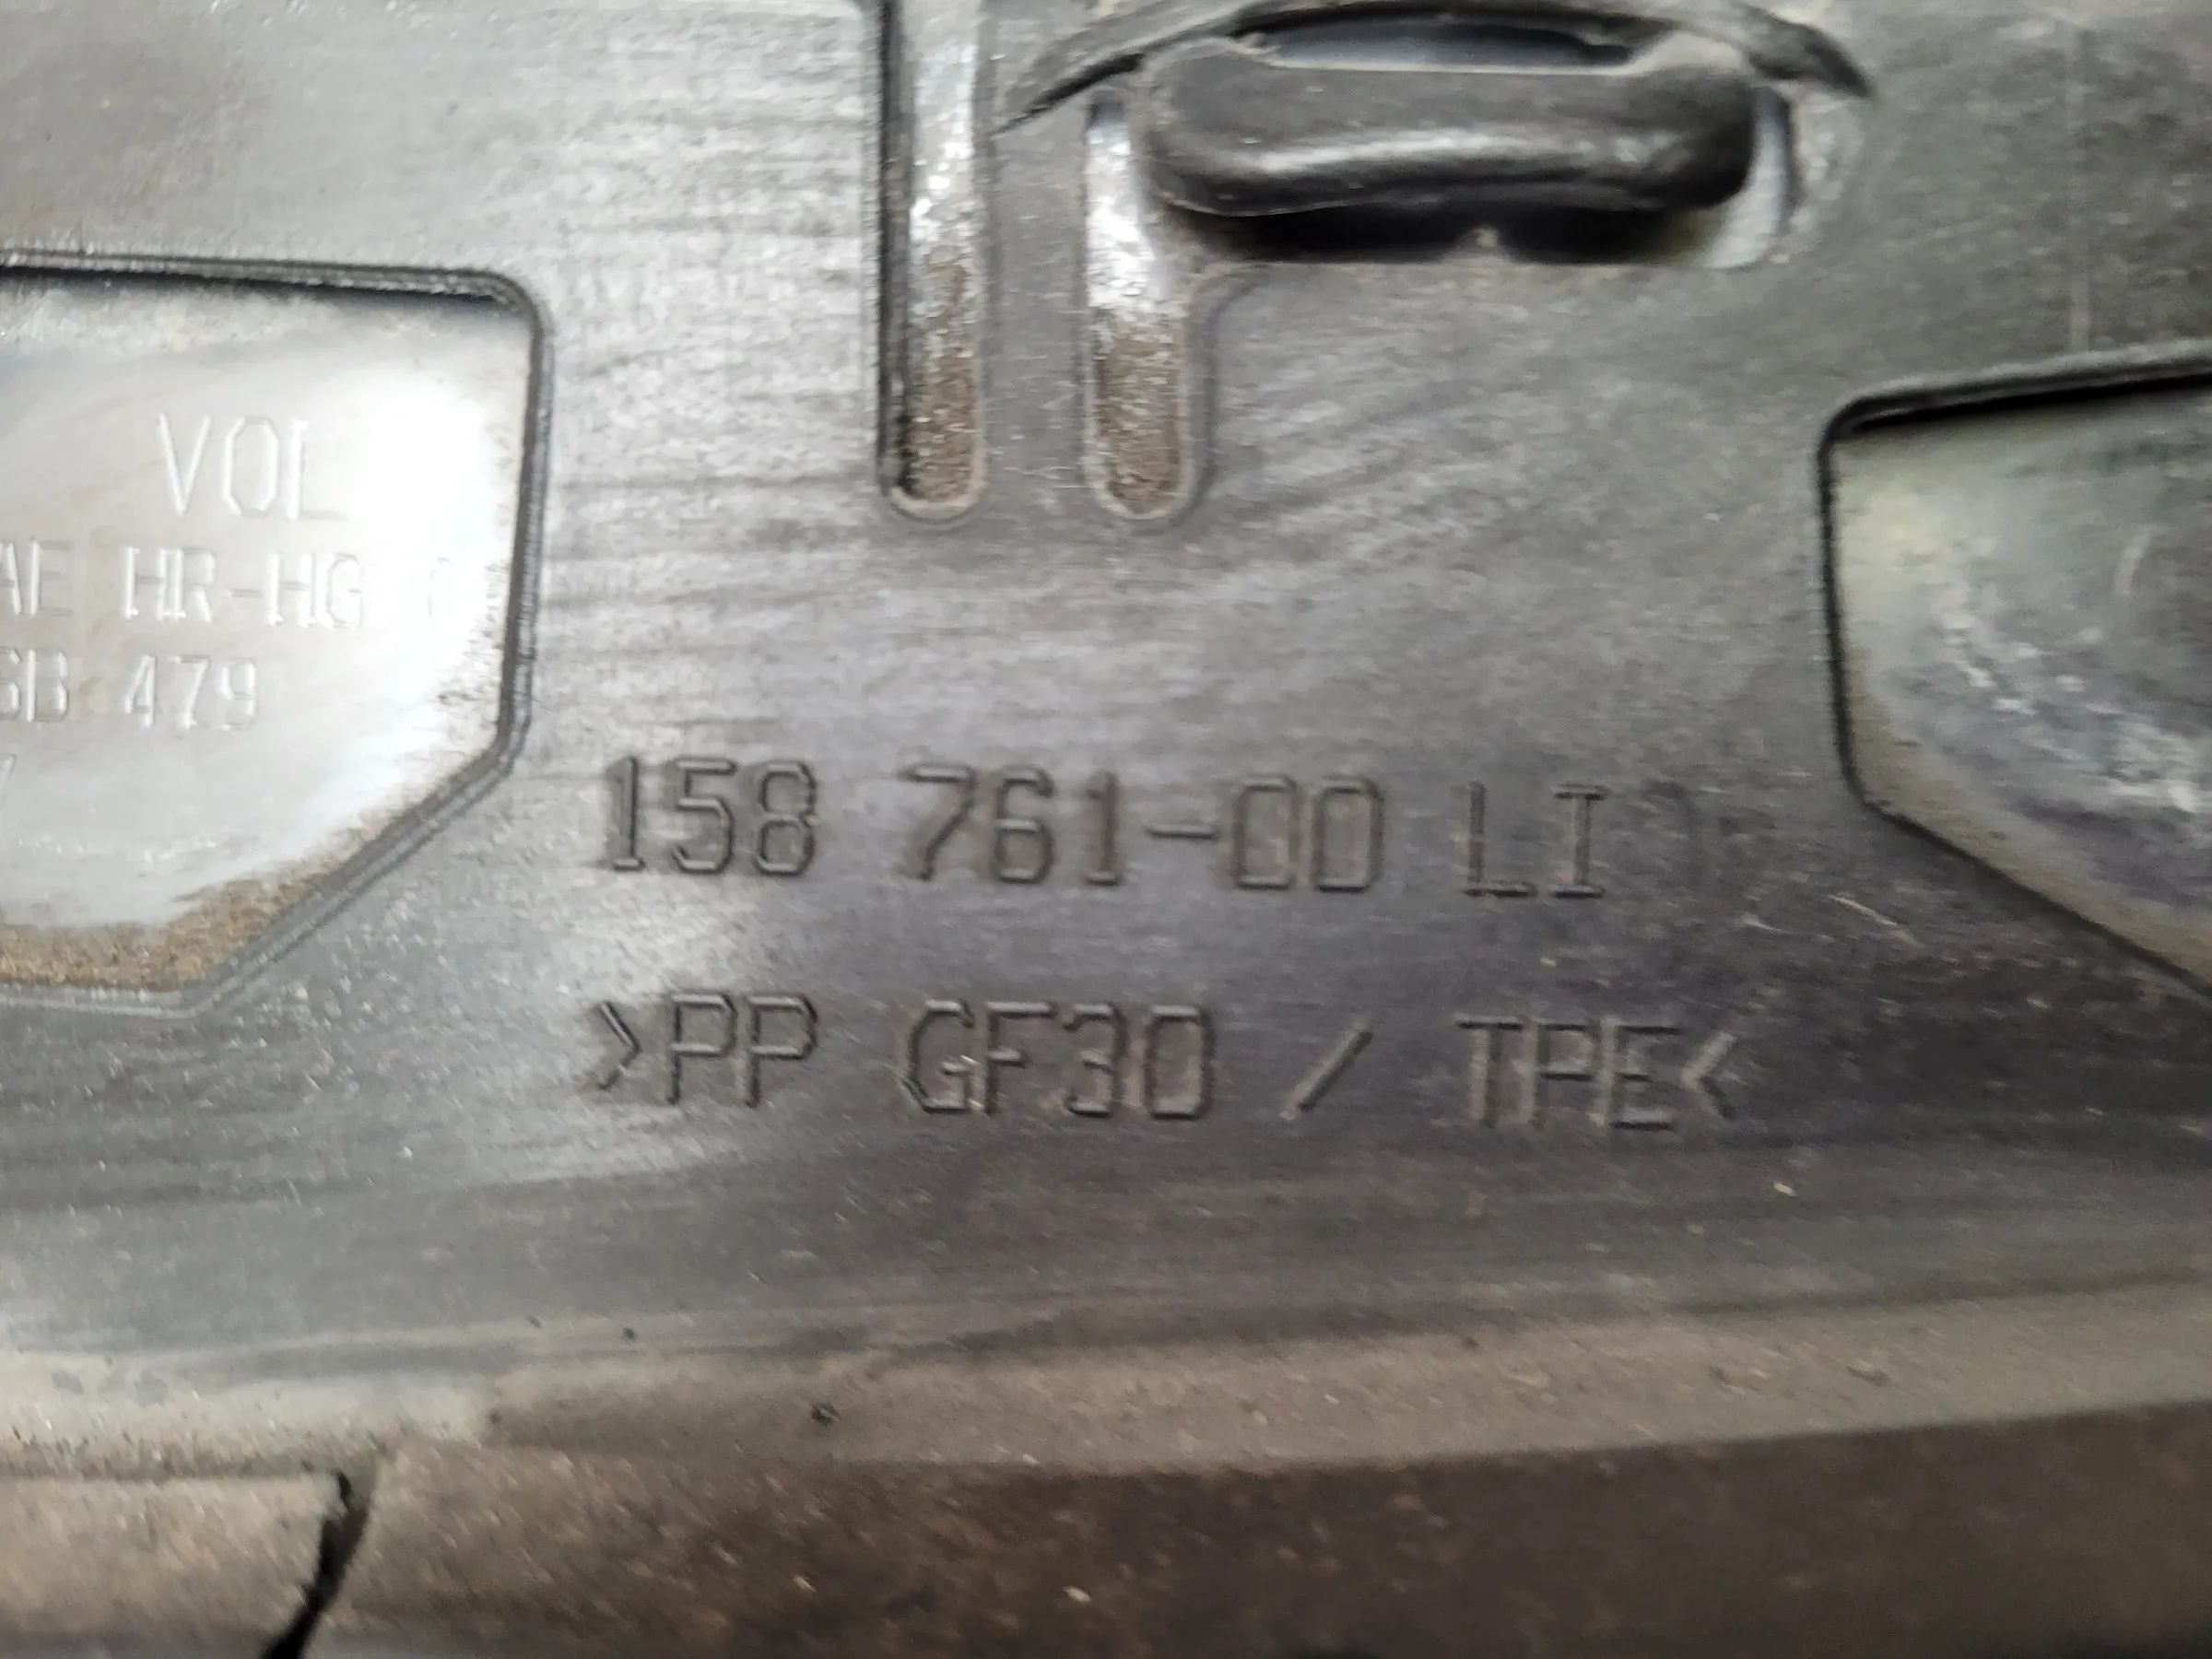 VOL
AE HR-HG
479
158 761-00 LI
>PP GF30 / TPE<